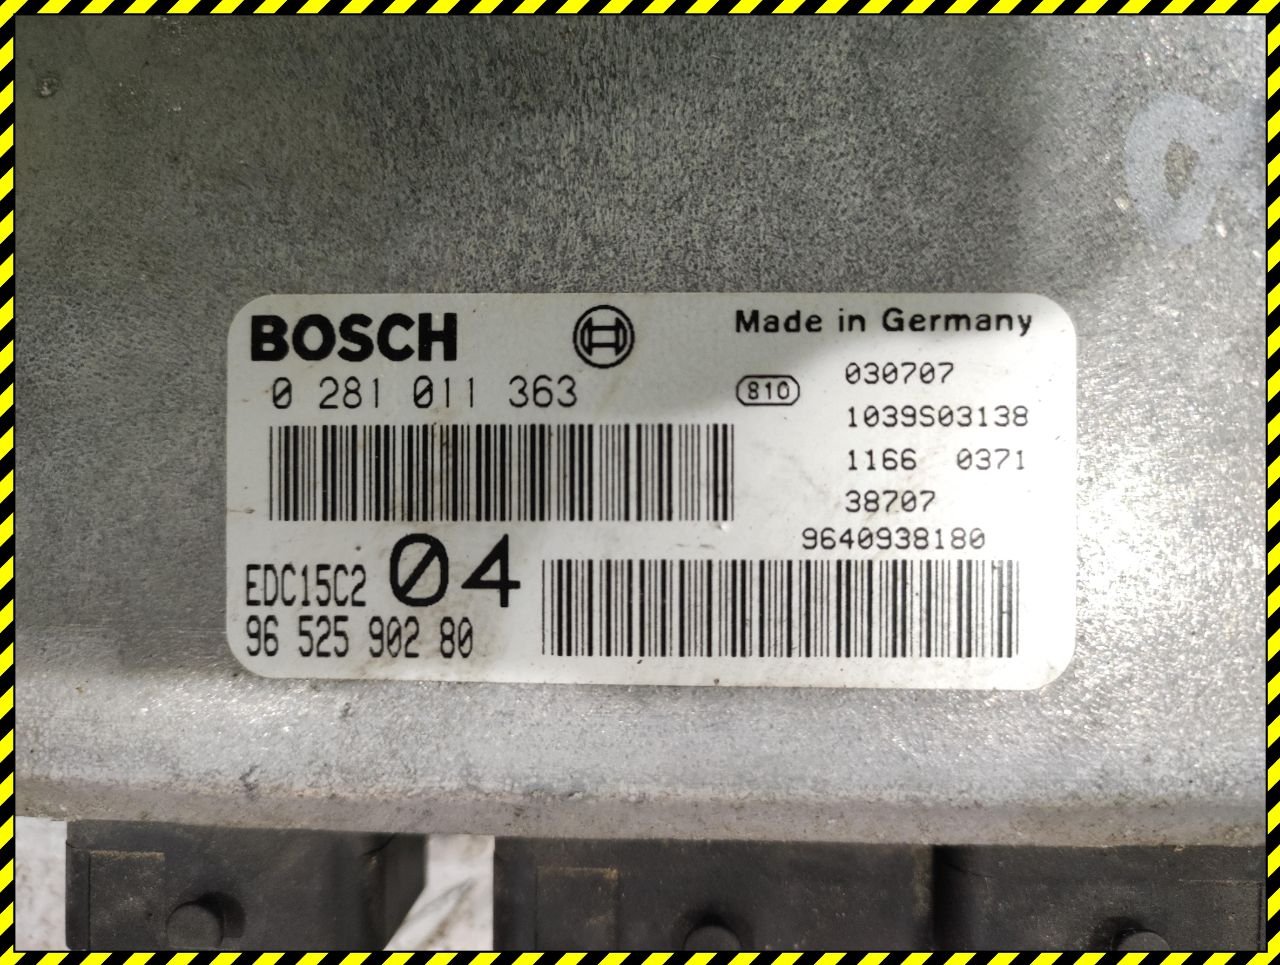 BOSCH
Made in Germany
0 281 011 363
810
030707
1039S03138
1166 0371
38707
9640938180
EDC15C2 04
96 525 902 80